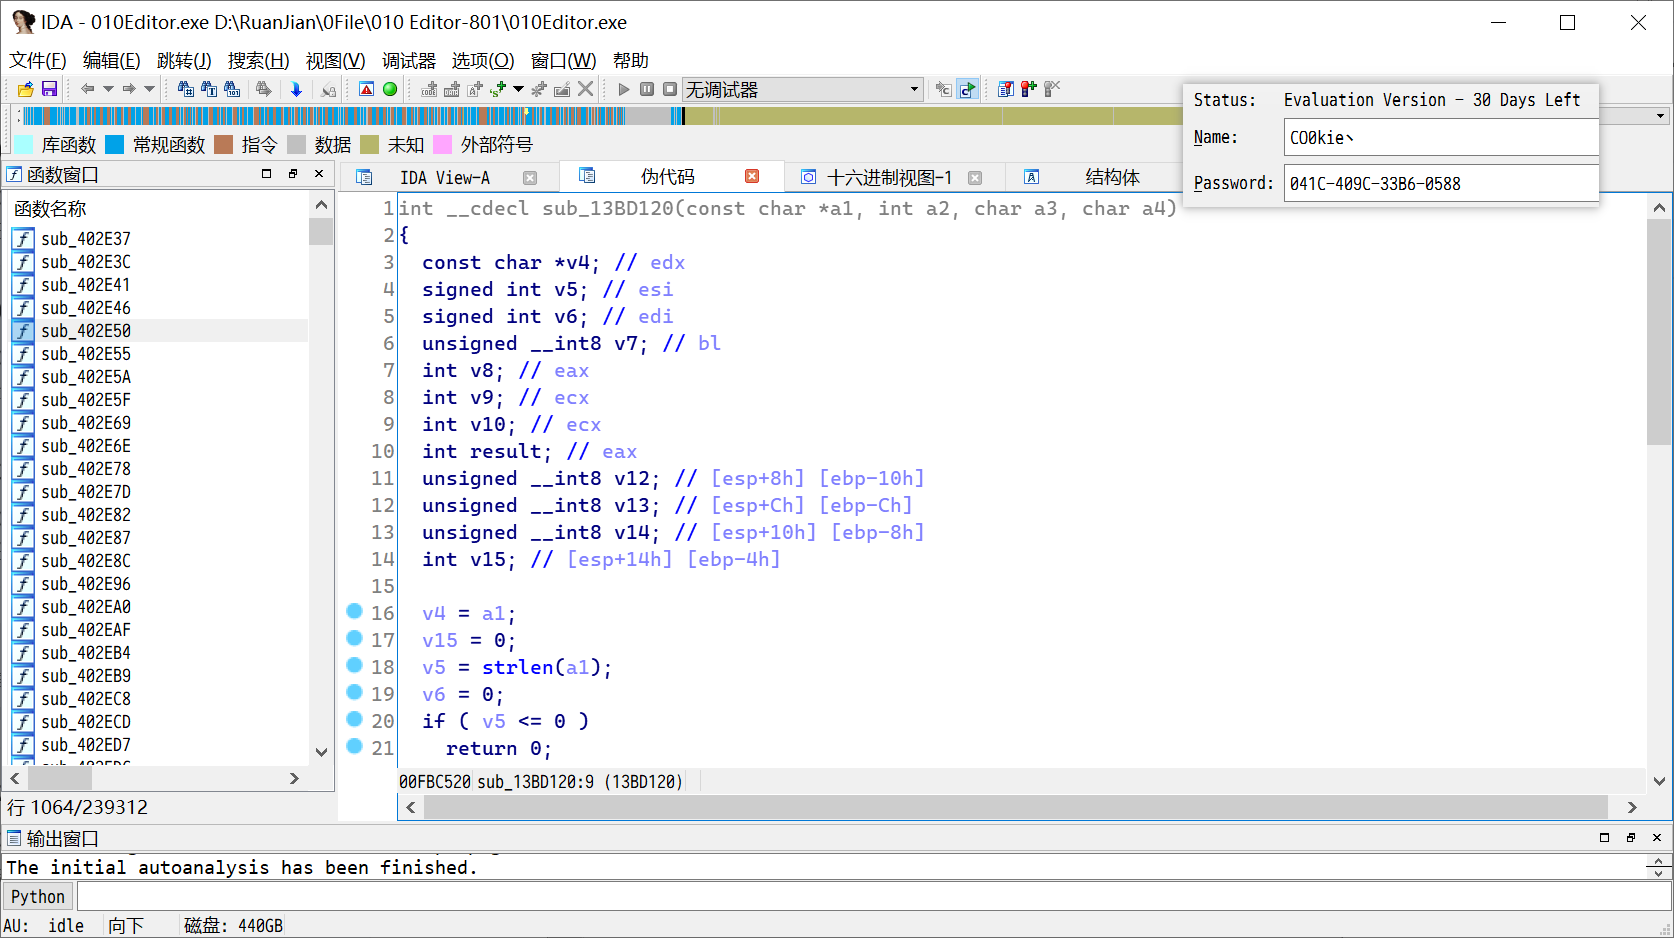 IDA - 010Editor.exe D:\RuanJian\0File\010 Editor-801\010Editor.exe
文件(F) 编辑(E) 跳转(J) 搜索(H) 视图(V) 调试器 选项(O) 窗口(W) 帮助
无调试器
Status: Evaluation Version - 30 Days Left
Name: CO0kie丶
Password: 041C-409C-33B6-0588
库函数 常规函数 指令 数据 未知 外部符号
函数窗口
IDA View-A 伪代码 十六进制视图-1 结构体
函数名称
sub_402E37
sub_402E3C
sub_402E41
sub_402E46
sub_402E50
sub_402E55
sub_402E5A
sub_402E5F
sub_402E69
sub_402E6E
sub_402E78
sub_402E7D
sub_402E82
sub_402E87
sub_402E8C
sub_402E96
sub_402EA0
sub_402EAF
sub_402EB4
sub_402EB9
sub_402EC8
sub_402ECD
sub_402ED7
行 1064/239312
1 int __cdecl sub_13BD120(const char *a1, int a2, char a3, char a4)
2 {
3 const char *v4; // edx
4 signed int v5; // esi
5 signed int v6; // edi
6 unsigned __int8 v7; // bl
7 int v8; // eax
8 int v9; // ecx
9 int v10; // ecx
10 int result; // eax
11 unsigned __int8 v12; // [esp+8h] [ebp-10h]
12 unsigned __int8 v13; // [esp+Ch] [ebp-Ch]
13 unsigned __int8 v14; // [esp+10h] [ebp-8h]
14 int v15; // [esp+14h] [ebp-4h]
15
16 v4 = a1;
17 v15 = 0;
18 v5 = strlen(a1);
19 v6 = 0;
20 if ( v5 <= 0 )
21 return 0;
00FBC520 sub_13BD120:9 (13BD120)
输出窗口
The initial autoanalysis has been finished.
Python
AU: idle 向下 磁盘: 440GB